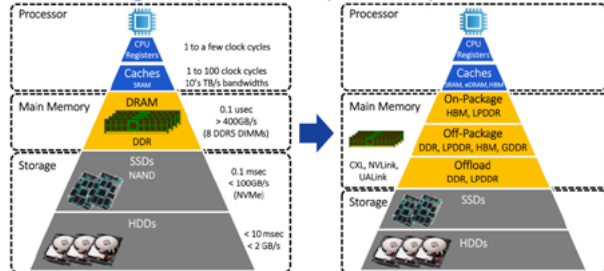 Processor
CPU
Registers
1 to a few clock cycles
Caches
SRAM
1 to 100 clock cycles
10's TB/s bandwidths
Main Memory
DRAM
DDR
0.1 usec
> 400GB/s
(8 DDR5 DIMMs)
Storage
SSDs
NAND
0.1 msec
< 100GB/s
(NVMe)
HDDs
< 10 msec
< 2 GB/s
Processor
CPU
Registers
Caches
SRAM, eDRAM, HBM
Main Memory
On-Package
HBM, LPDDR
Off-Package
DDR, LPDDR, HBM, GDDR
CXL, NVLink,
UALink
Offload
DDR, LPDDR
Storage
SSDs
HDDs